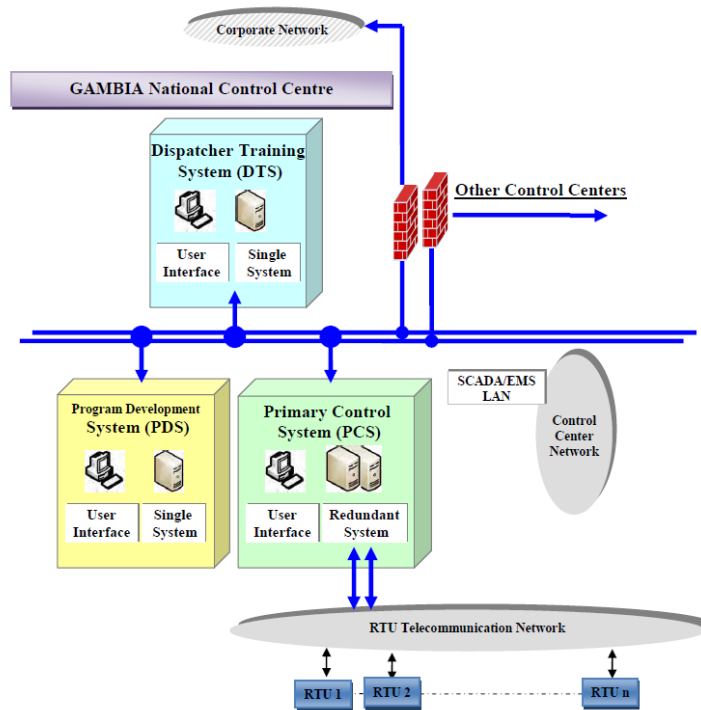 Corporate Network
GAMBIA National Control Centre
Dispatcher Training
System (DTS)
User
Interface
Single
System
Other Control Centers
SCADA/EMS
LAN
Control
Center
Network
Program Development
System (PDS)
User
Interface
Single
System
Primary Control
System (PCS)
User
Interface
Redundant
System
RTU Telecommunication Network
RTU 1
RTU 2
RTU n